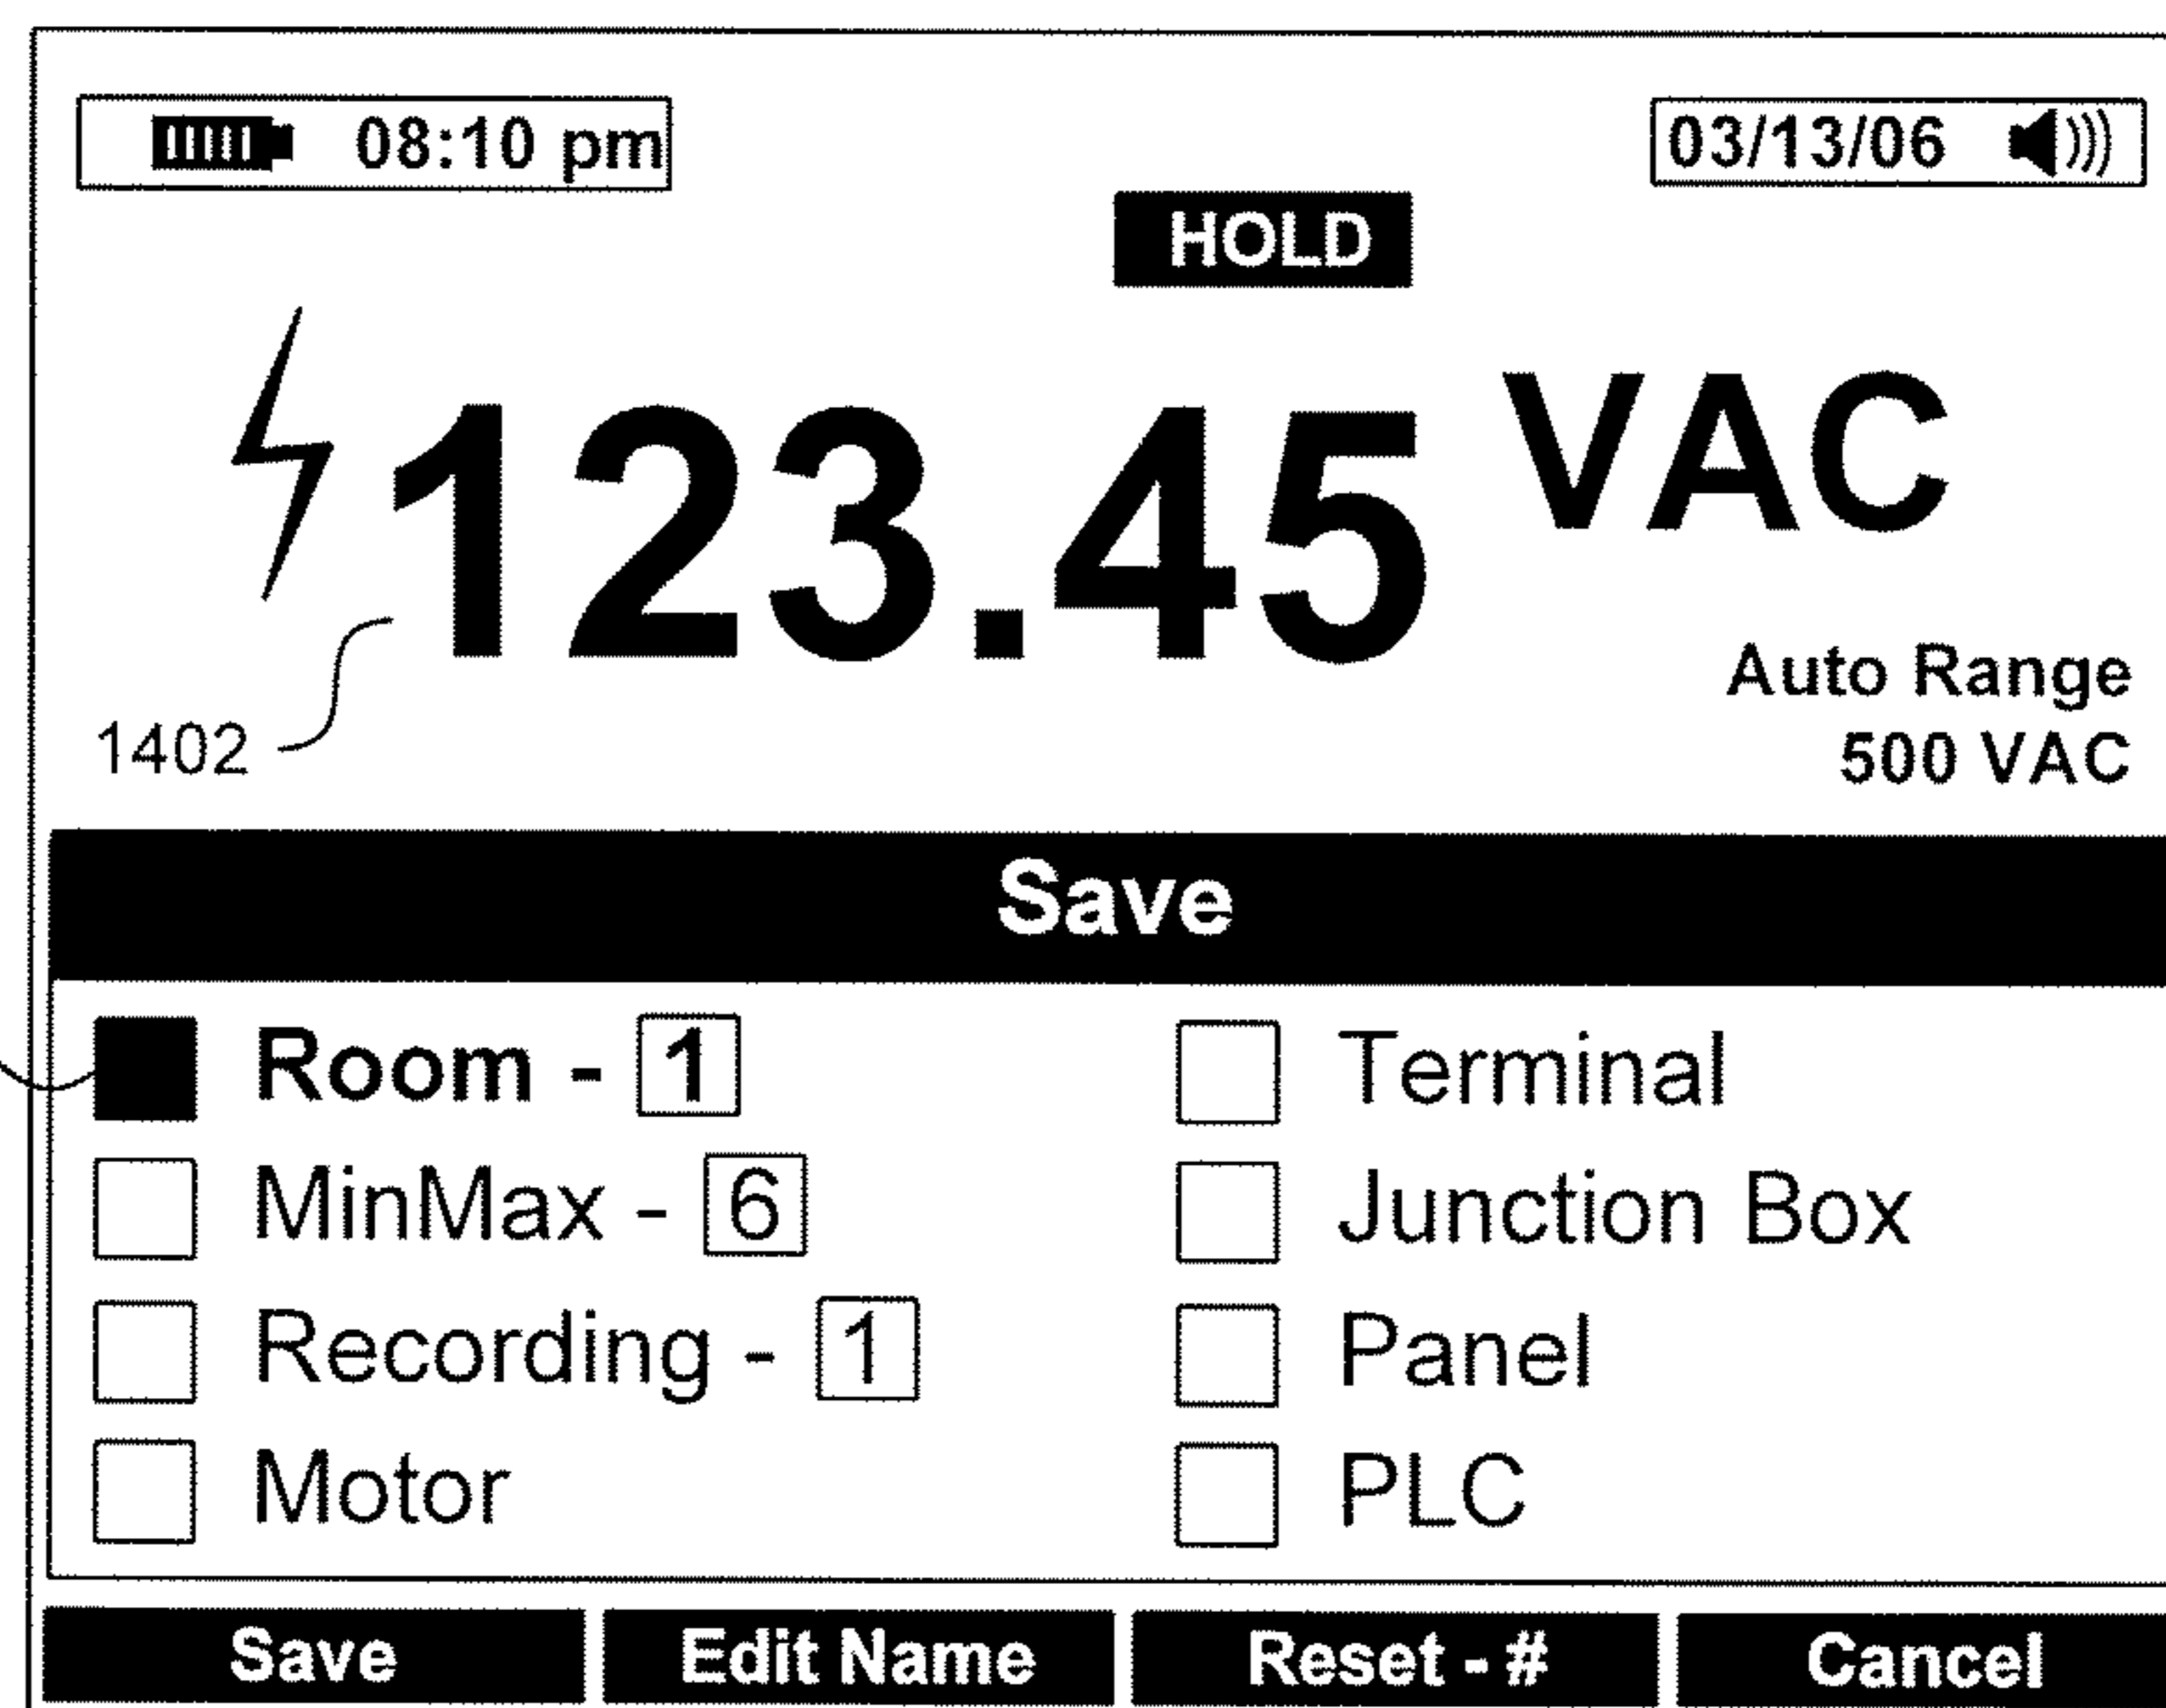 08:10 pm 03/13/06
HOLD
123.45 VAC
1402
Auto Range
500 VAC
Save
Room - 1 Terminal
MinMax - 6 Junction Box
Recording - 1 Panel
Motor PLC
Save Edit Name Reset - # Cancel